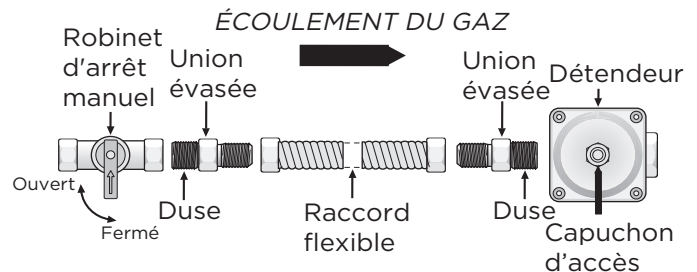 ÉCOULEMENT DU GAZ
Robinet
d'arrêt
manuel
Union
évasée
Union
évasée
Détendeur
Ouvert
Fermé
Duse
Raccord
flexible
Duse
Capuchon
d'accès